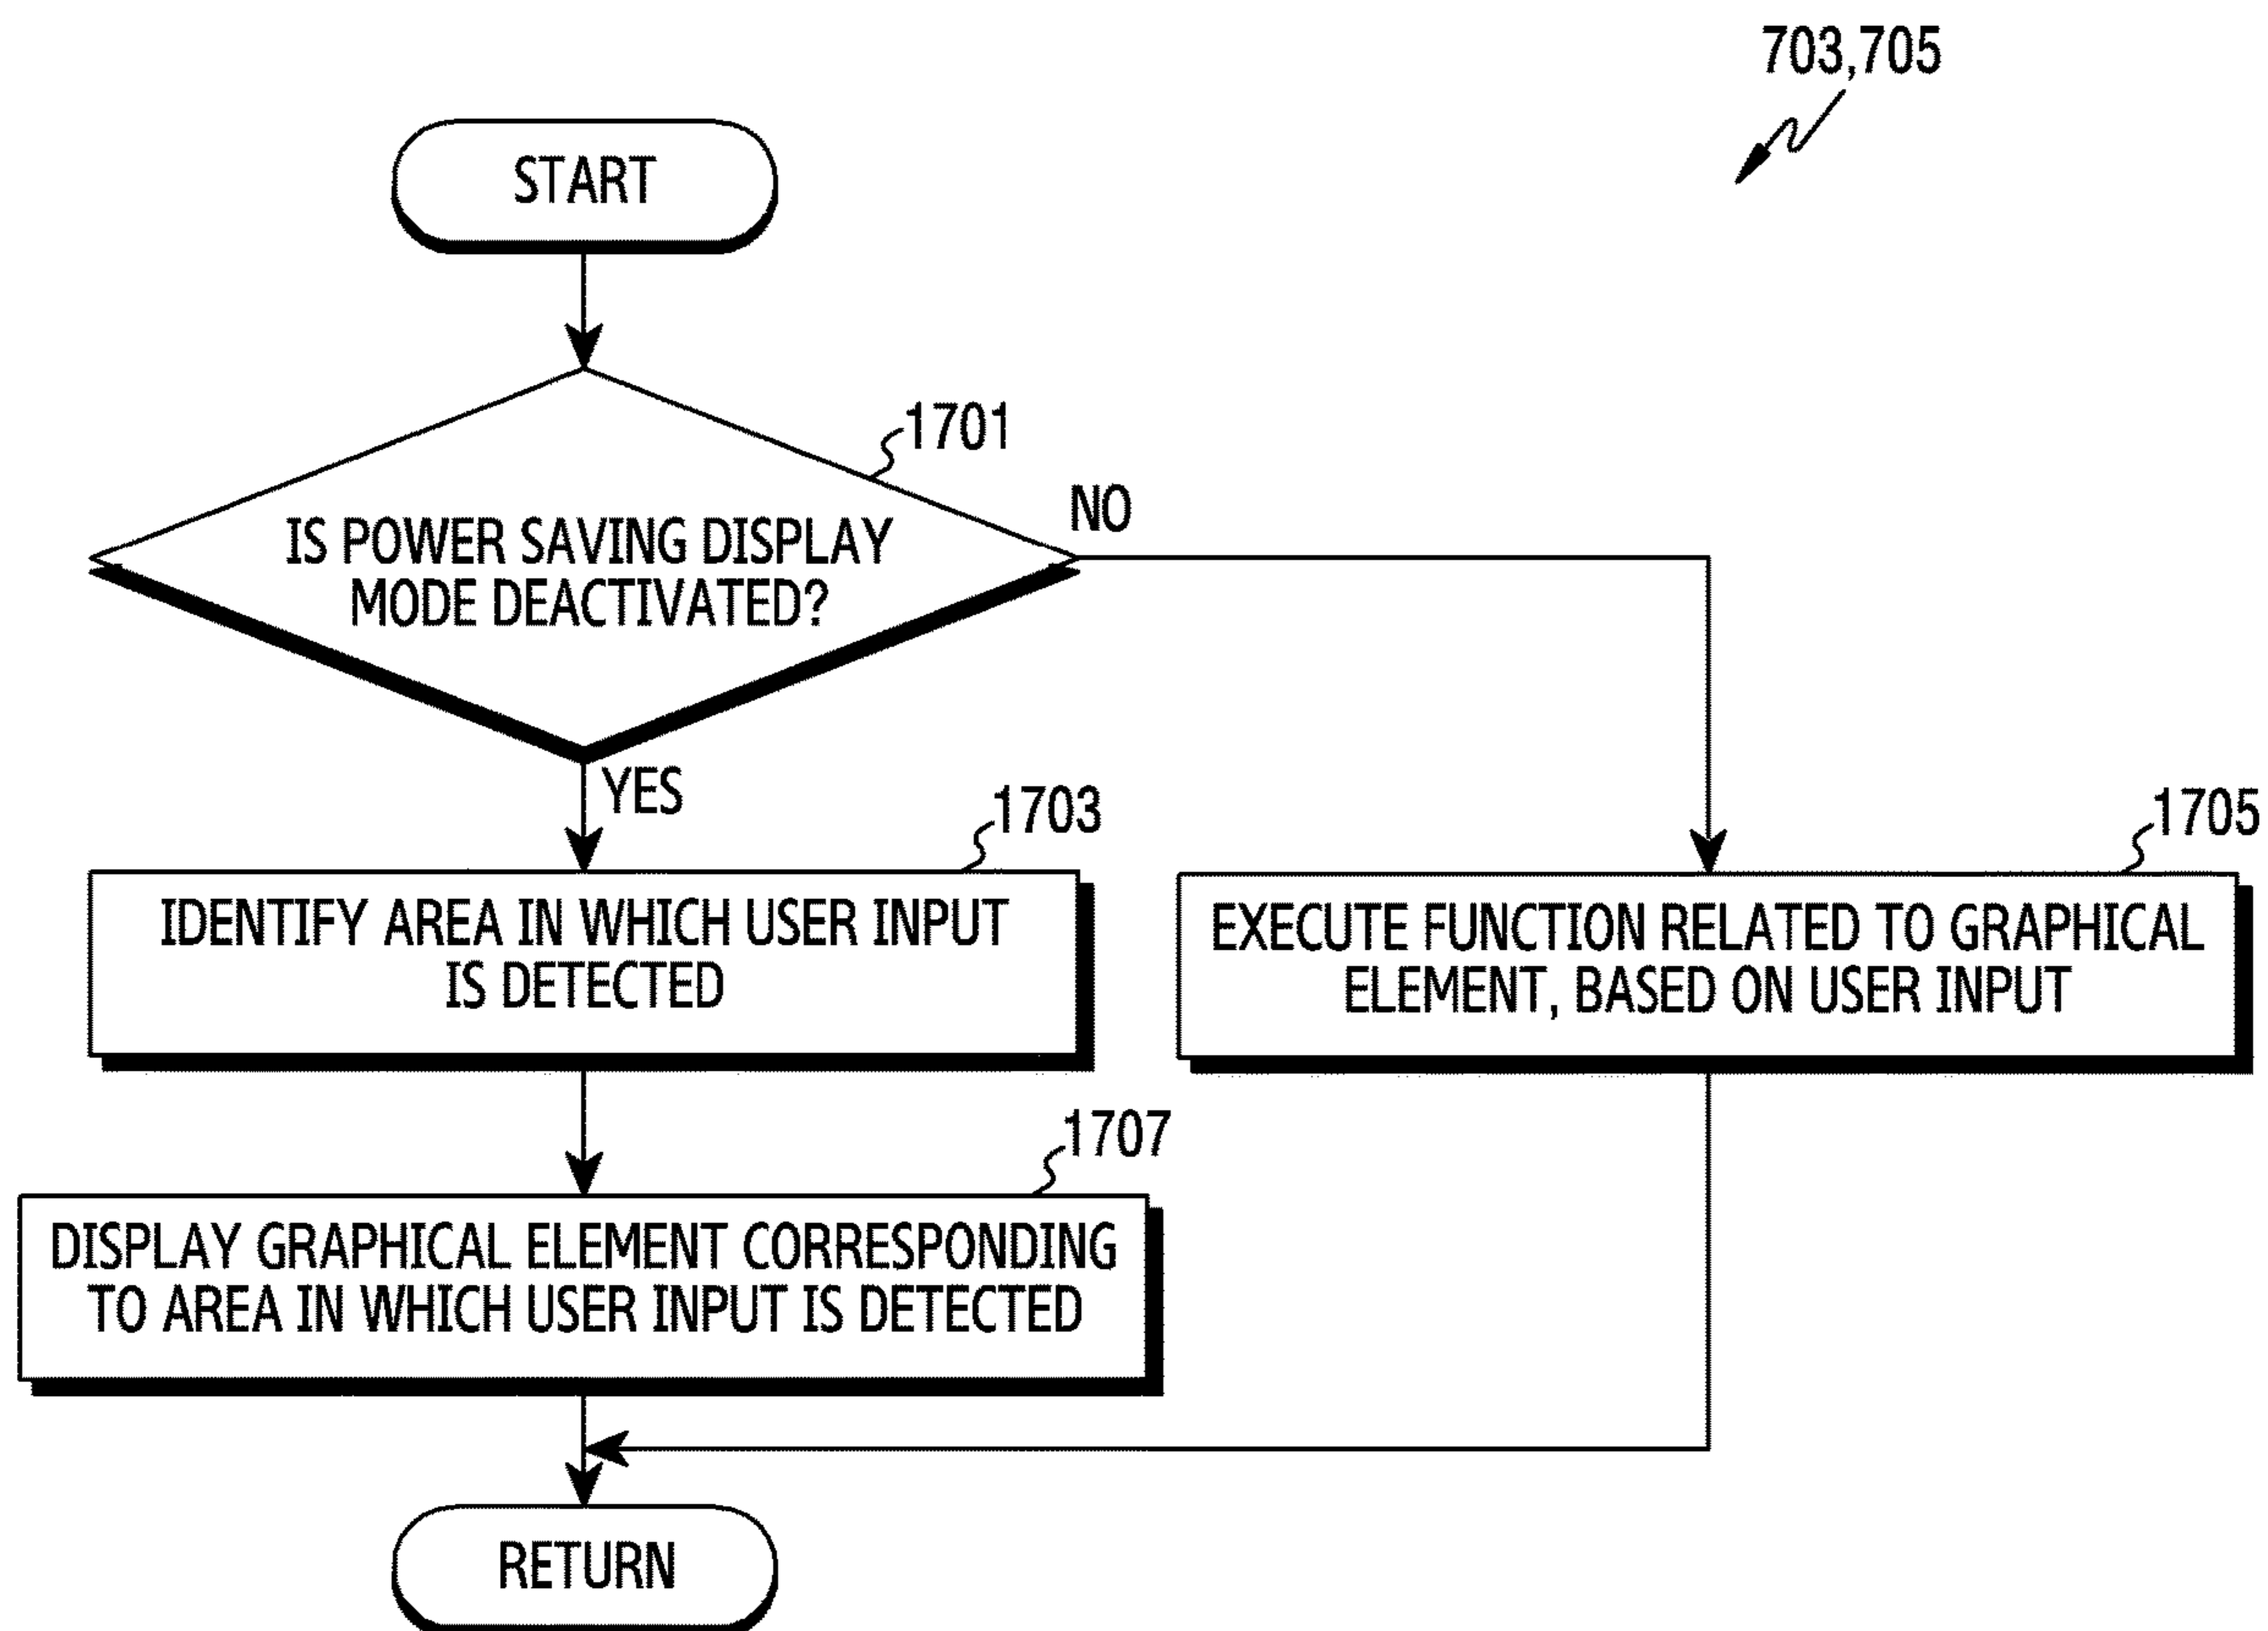 703,705
START
1701
IS POWER SAVING DISPLAY
MODE DEACTIVATED?
NO
YES
1703
IDENTIFY AREA IN WHICH USER INPUT
IS DETECTED
1705
EXECUTE FUNCTION RELATED TO GRAPHICAL
ELEMENT, BASED ON USER INPUT
1707
DISPLAY GRAPHICAL ELEMENT CORRESPONDING
TO AREA IN WHICH USER INPUT IS DETECTED
RETURN